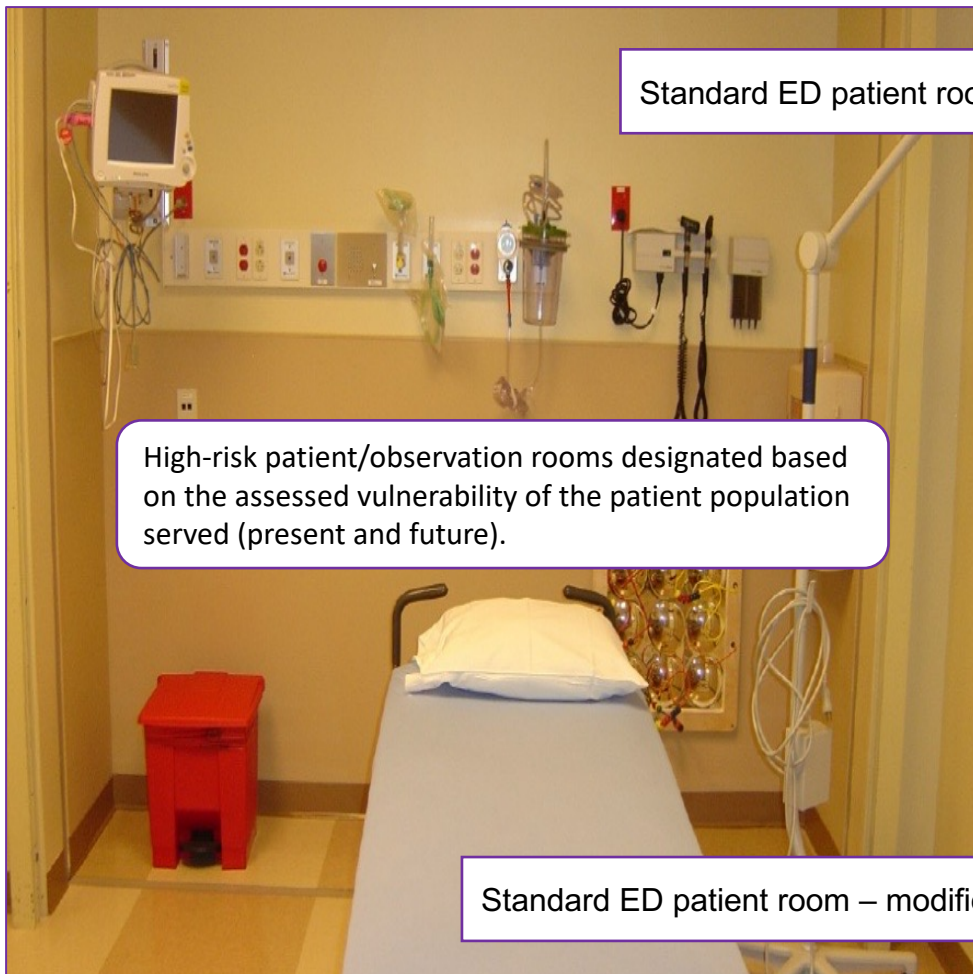 Standard ED patient roo
High-risk patient/observation rooms designated based
on the assessed vulnerability of the patient population
served (present and future).
Standard ED patient room – modifie